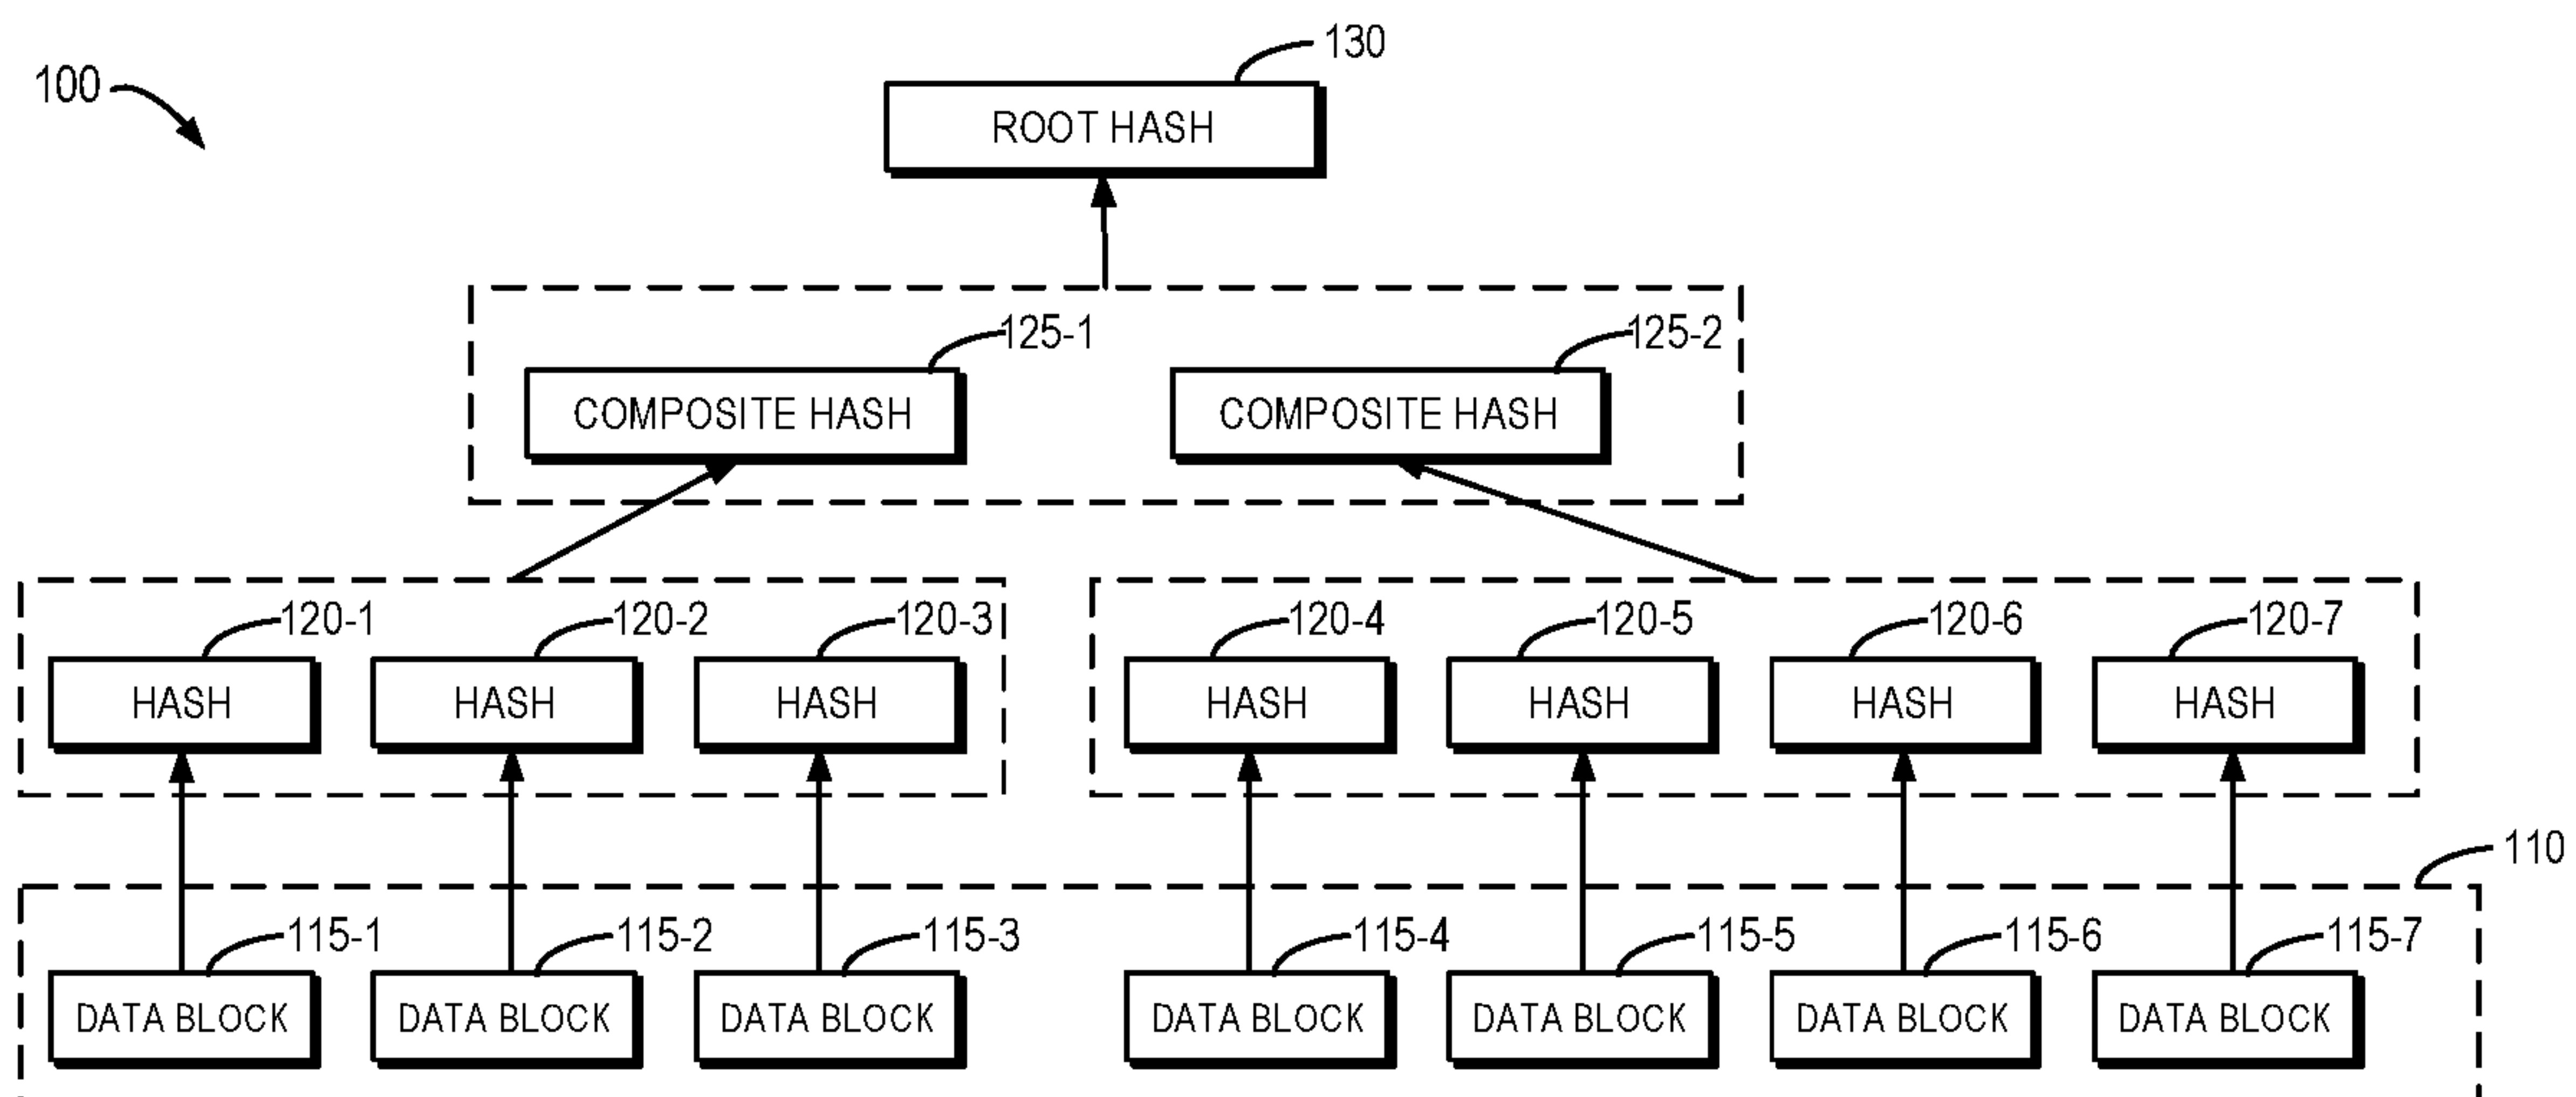 130
100
ROOT HASH
125-1 125-2
COMPOSITE HASH COMPOSITE HASH
120-1 120-2 120-3 120-4 120-5 120-6 120-7
HASH HASH HASH HASH HASH HASH HASH
110
115-1 115-2 115-3 115-4 115-5 115-6 115-7
DATA BLOCK DATA BLOCK DATA BLOCK DATA BLOCK DATA BLOCK DATA BLOCK DATA BLOCK